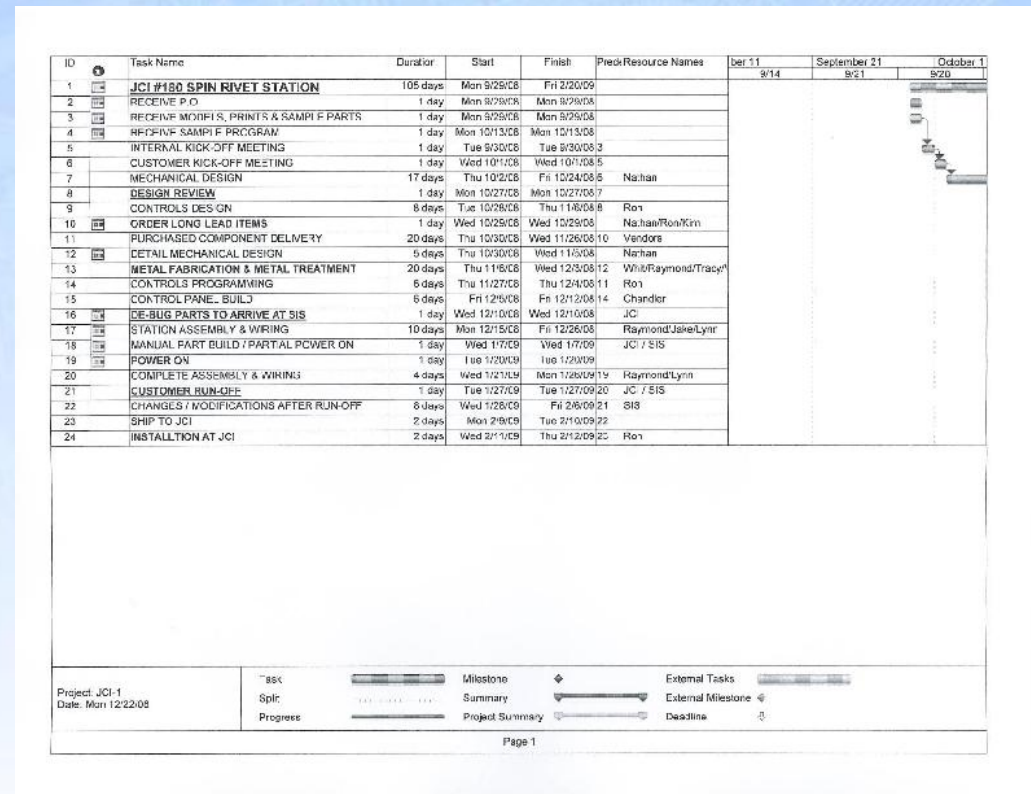 ID Task Name Duration Start Finish Predec Resource Names ber 11 September 21 October 1
9/14 9/21 9/28
1 JCI #180 SPIN RIVET STATION 105 days Mon 9/29/08 Fri 2/20/09
2 RECEIVE P.O 1 day Mon 9/29/08 Mon 9/29/08
3 RECEIVE MODELS, PRINTS & SAMPLE PARTS 1 day Mon 9/29/08 Mon 9/29/08
4 RECEIVE SAMPLE PROGRAM 1 day Mon 10/13/08 Mon 10/13/08
5 INTERNAL KICK-OFF MEETING 1 day Tue 9/30/08 Tue 9/30/08 3
6 CUSTOMER KICK-OFF MEETING 1 day Wed 10/1/08 Wed 10/1/08 5
7 MECHANICAL DESIGN 17 days Thu 10/2/08 Fri 10/24/08 6 Nathan
8 DESIGN REVIEW 1 day Mon 10/27/08 Mon 10/27/08 7
9 CONTROLS DESIGN 8 days Tue 10/28/08 Thu 11/6/08 8 Ron
10 ORDER LONG LEAD ITEMS 1 day Wed 10/29/08 Wed 10/29/08 Nathan/Ron/Kim
11 PURCHASED COMPONENT DELIVERY 20 days Thu 10/30/08 Wed 11/26/08 10 Vendors
12 DETAIL MECHANICAL DESIGN 5 days Thu 10/30/08 Wed 11/5/08 Nathan
13 METAL FABRICATION & METAL TREATMENT 20 days Thu 11/6/08 Wed 12/3/08 12 Whit/Raymond/Tracy/
14 CONTROLS PROGRAMMING 6 days Thu 11/27/08 Thu 12/4/08 11 Ron
15 CONTROL PANEL BUILD 6 days Fri 12/5/08 Fri 12/12/08 14 Chandler
16 DE-BUG PARTS TO ARRIVE AT SIS 1 day Wed 12/10/08 Wed 12/10/08 JCI
17 STATION ASSEMBLY & WIRING 10 days Mon 12/15/08 Fri 12/26/08 Raymond/Jake/Lynn
18 MANUAL PART BUILD / PARTIAL POWER ON 1 day Wed 1/7/09 Wed 1/7/09 JCI / SIS
19 POWER ON 1 day Tue 1/20/09 Tue 1/20/09
20 COMPLETE ASSEMBLY & WIRING 4 days Wed 1/21/09 Mon 1/26/09 19 Raymond/Lynn
21 CUSTOMER RUN-OFF 1 day Tue 1/27/09 Tue 1/27/09 20 JCI / SIS
22 CHANGES / MODIFICATIONS AFTER RUN-OFF 8 days Wed 1/28/09 Fri 2/6/09 21 SIS
23 SHIP TO JCI 2 days Mon 2/9/09 Tue 2/10/09 22
24 INSTALLTION AT JCI 2 days Wed 2/11/09 Thu 2/12/09 23 Ron
Project: JCI-1
Date: Mon 12/22/08
Task Milestone External Tasks
Split Summary External Milestone
Progress Project Summary Deadline
Page 1